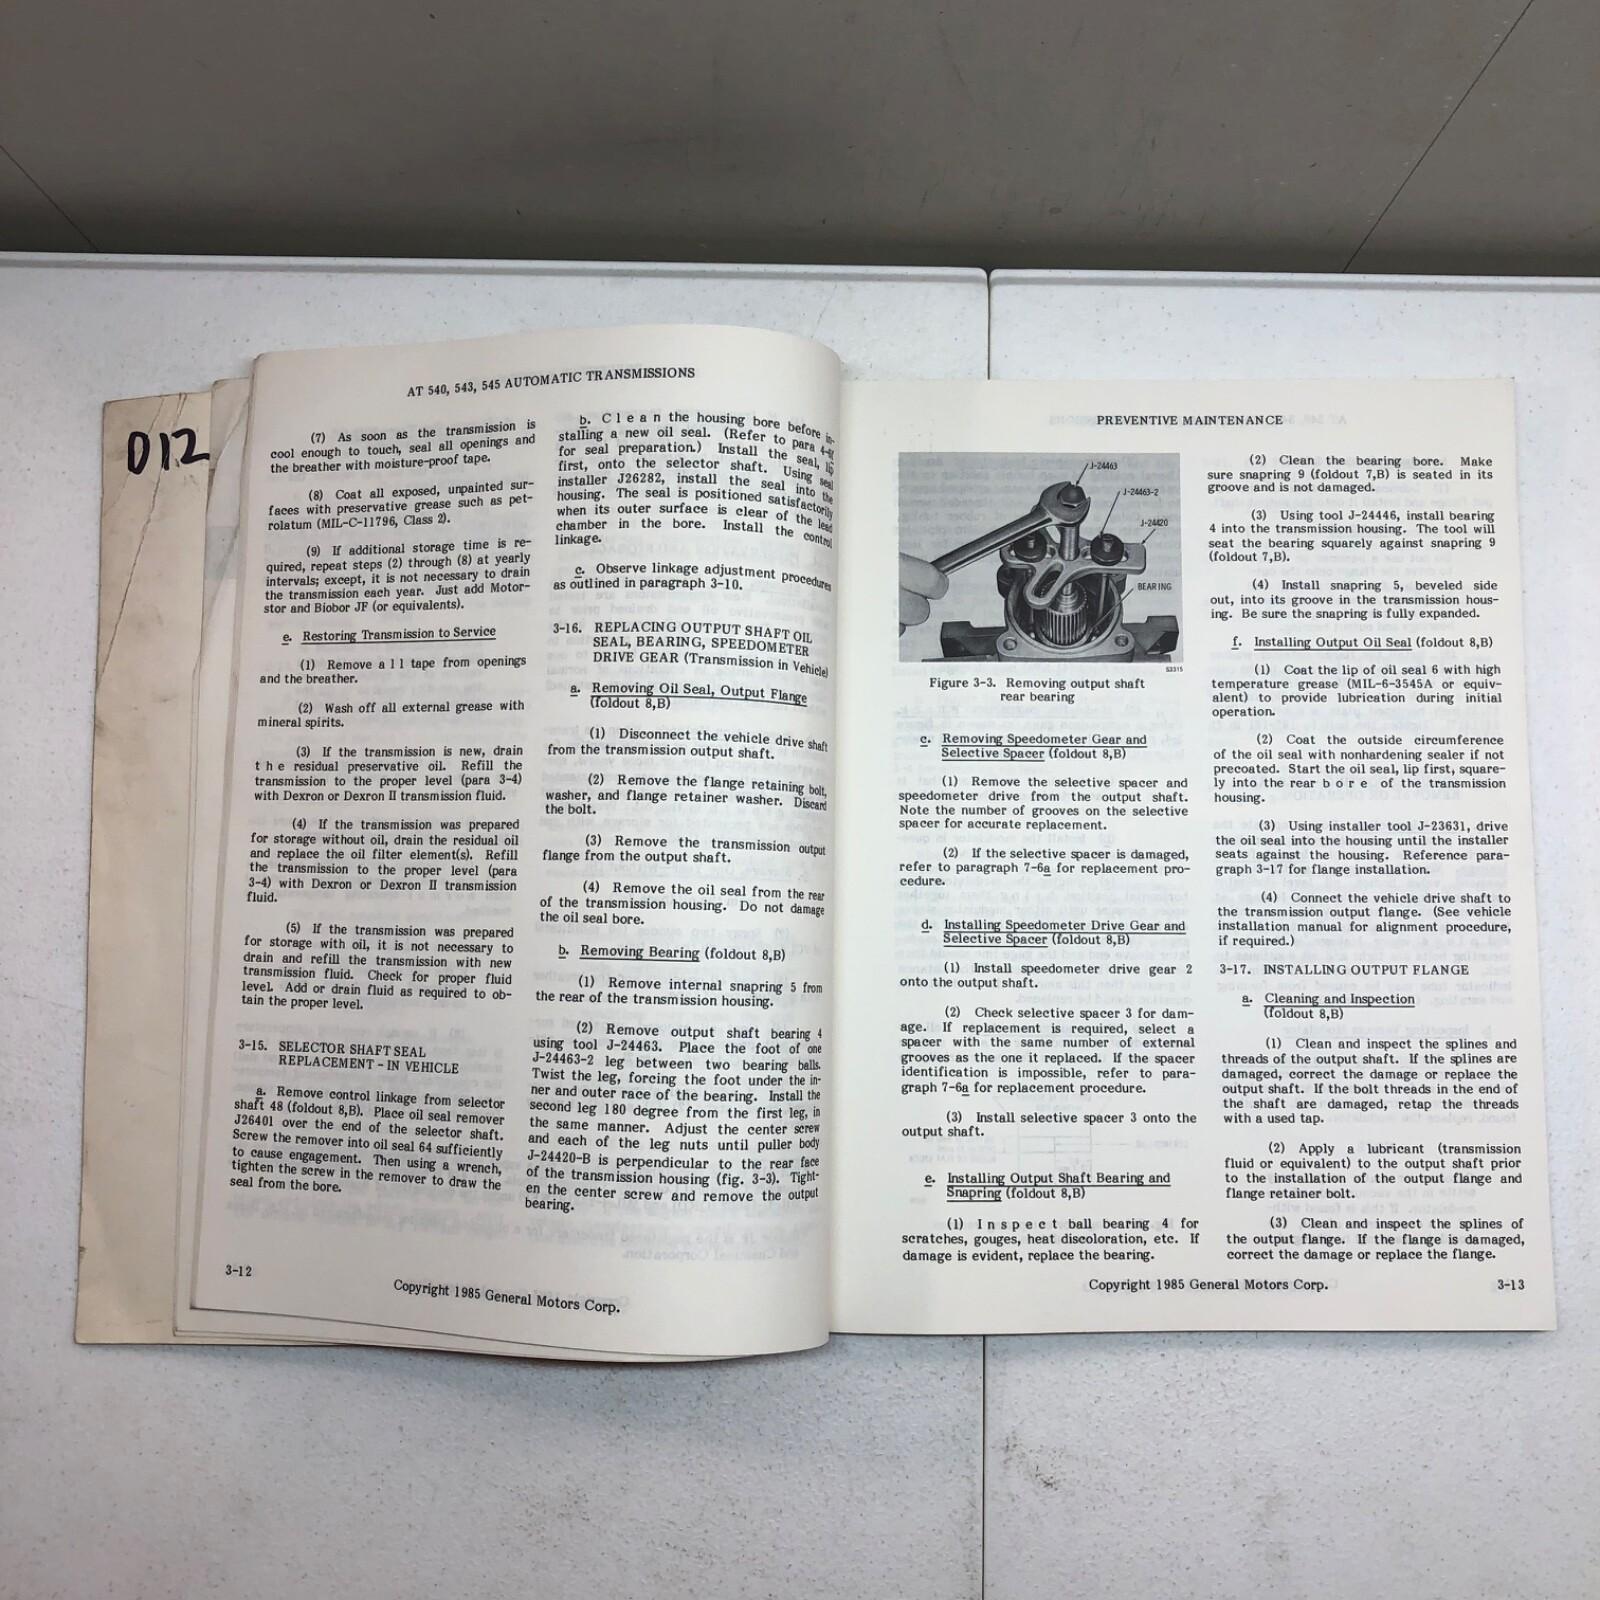 D12
AT 540, 543, 545 AUTOMATIC TRANSMISSIONS
(7) As soon as the transmission is
cool enough to touch, seal all openings and
the breather with moisture-proof tape.
(8) Coat all exposed, unpainted sur-
faces with preservative grease such as pet-
rolatum (MIL-C-11796, Class 2).
(9) If additional storage time is re-
quired, repeat steps (2) through (8) at yearly
intervals; except, it is not necessary to drain
the transmission each year. Just add Motor-
stor and Biobor JF (or equivalents).
e. Restoring Transmission to Service
(1) Remove all tape from openings
and the breather.
(2) Wash off all external grease with
mineral spirits.
(3) If the transmission is new, drain
the residual preservative oil. Refill the
transmission to the proper level (para 3-4)
with Dexron or Dexron II transmission fluid.
(4) If the transmission was prepared
for storage without oil, drain the residual oil
and replace the oil filter element(s). Refill
the transmission to the proper level (para
3-4) with Dexron or Dexron II transmission
fluid.
(5) If the transmission was prepared
for storage with oil, it is not necessary to
drain and refill the transmission with new
transmission fluid. Check for proper fluid
level. Add or drain fluid as required to ob-
tain the proper level.
3-15. SELECTOR SHAFT SEAL
REPLACEMENT - IN VEHICLE
a. Remove control linkage from selector
shaft 48 (foldout 8,B). Place oil seal remover
J26401 over the end of the selector shaft.
Screw the remover into oil seal 64 sufficiently
to cause engagement. Then using a wrench,
tighten the screw in the remover to draw the
seal from the bore.
3-12
b. Clean the housing bore before in-
stalling a new oil seal. (Refer to para
for seal preparation.) Install the seal, lip
first, onto the selector shaft. Using seal
installer J26282, install the seal into the
housing. The seal is positioned satisfactorily
when its outer surface is clear of the lead
chamber in the bore. Install the control
linkage.
c. Observe linkage adjustment procedures
as outlined in paragraph 3-10.
3-16. REPLACING OUTPUT SHAFT OIL
SEAL, BEARING, SPEEDOMETER
DRIVE GEAR (Transmission in Vehicle)
a. Removing Oil Seal, Output Flange
(foldout 8,B)
(1) Disconnect the vehicle drive shaft
from the transmission output shaft.
(2) Remove the flange retaining bolt,
washer, and flange retainer washer. Discard
the bolt.
(3) Remove the transmission output
flange from the output shaft.
(4) Remove the oil seal from the rear
of the transmission housing. Do not damage
the oil seal bore.
b. Removing Bearing (foldout 8,B)
(1) Remove internal snapring 5 from
the rear of the transmission housing.
(2) Remove output shaft bearing 4
using tool J-24463. Place the foot of one
J-24463-2 leg between two bearing balls.
Twist the leg, forcing the foot under the in-
ner and outer race of the bearing. Install the
second leg 180 degree from the first leg, in
the same manner. Adjust the center screw
and each of the leg nuts until puller body
J-24420-B is perpendicular to the rear face
of the transmission housing (fig. 3-3). Tight-
en the center screw and remove the output
bearing.
Copyright 1985 General Motors Corp.
PREVENTIVE MAINTENANCE
J-24463
J-24463-2
J-24420
BEARING
S3315
Figure 3-3. Removing output shaft
rear bearing
c. Removing Speedometer Gear and
Selective Spacer (foldout 8,B)
(1) Remove the selective spacer and
speedometer drive from the output shaft.
Note the number of grooves on the selective
spacer for accurate replacement.
(2) If the selective spacer is damaged,
refer to paragraph 7-6a for replacement pro-
cedure.
d. Installing Speedometer Drive Gear and
Selective Spacer (foldout 8,B)
(1) Install speedometer drive gear 2
onto the output shaft.
(2) Check selective spacer 3 for dam-
age. If replacement is required, select a
spacer with the same number of external
grooves as the one it replaced. If the spacer
identification is impossible, refer to para-
graph 7-6a for replacement procedure.
(3) Install selective spacer 3 onto the
output shaft.
e. Installing Output Shaft Bearing and
Snapring (foldout 8,B)
(1) Inspect ball bearing 4 for
scratches, gouges, heat discoloration, etc. If
damage is evident, replace the bearing.
(2) Clean the bearing bore. Make
sure snapring 9 (foldout 7,B) is seated in its
groove and is not damaged.
(3) Using tool J-24446, install bearing
4 into the transmission housing. The tool will
seat the bearing squarely against snapring 9
(foldout 7,B).
(4) Install snapring 5, beveled side
out, into its groove in the transmission hous-
ing. Be sure the snapring is fully expanded.
f. Installing Output Oil Seal (foldout 8,B)
(1) Coat the lip of oil seal 6 with high
temperature grease (MIL-6-3545A or equiv-
alent) to provide lubrication during initial
operation.
(2) Coat the outside circumference
of the oil seal with nonhardening sealer if not
precoated. Start the oil seal, lip first, square-
ly into the rear bore of the transmission
housing.
(3) Using installer tool J-23631, drive
the oil seal into the housing until the installer
seats against the housing. Reference para-
graph 3-17 for flange installation.
(4) Connect the vehicle drive shaft to
the transmission output flange. (See vehicle
installation manual for alignment procedure,
if required.)
3-17. INSTALLING OUTPUT FLANGE
a. Cleaning and Inspection
(foldout 8,B)
(1) Clean and inspect the splines and
threads of the output shaft. If the splines are
damaged, correct the damage or replace the
output shaft. If the bolt threads in the end of
the shaft are damaged, retap the threads
with a used tap.
(2) Apply a lubricant (transmission
fluid or equivalent) to the output shaft prior
to the installation of the output flange and
flange retainer bolt.
(3) Clean and inspect the splines of
the output flange. If the flange is damaged,
correct the damage or replace the flange.
Copyright 1985 General Motors Corp.
3-13